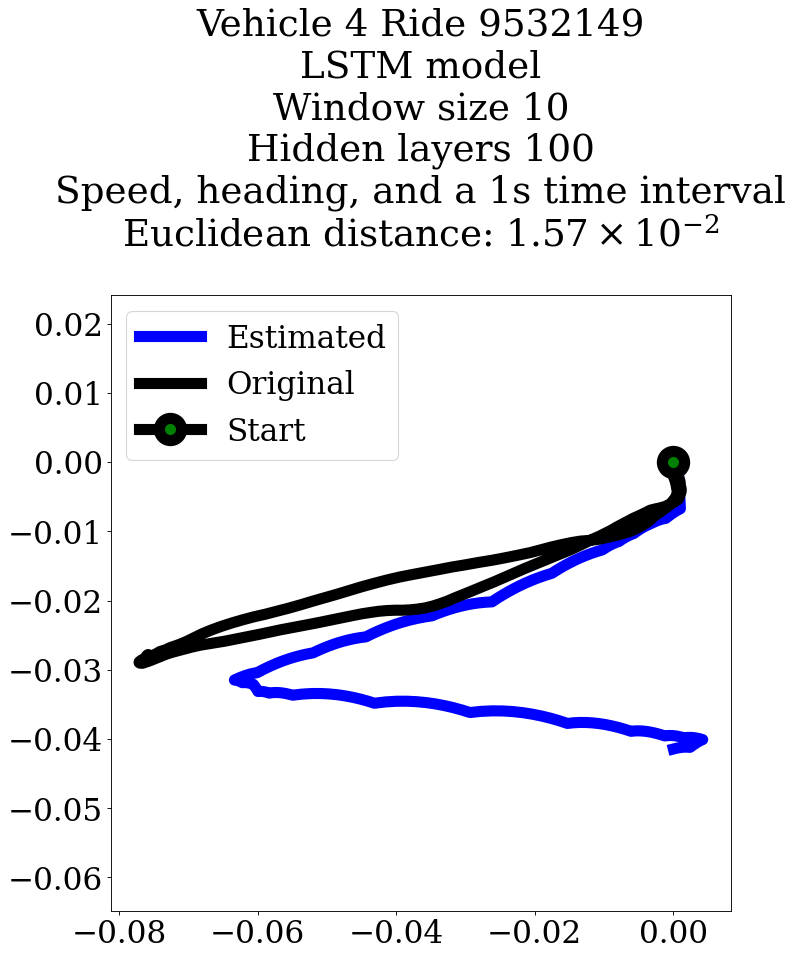 Vehicle 4 Ride 9532149
LSTM model
Window size 10
Hidden layers 100
Speed, heading, and a 1s time interval
Euclidean distance: 1.57 × 10⁻²
Estimated
Original
Start
0.02
0.01
0.00
−0.01
−0.02
−0.03
−0.04
−0.05
−0.06
−0.08 −0.06 −0.04 −0.02 0.00